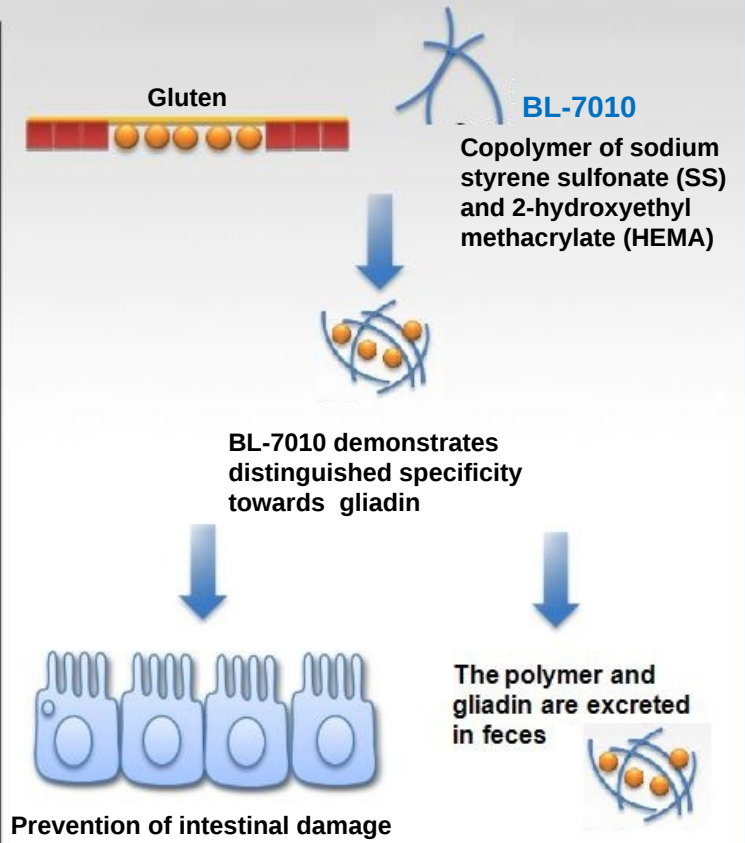 Gluten
BL-7010
Copolymer of sodium
styrene sulfonate (SS)
and 2-hydroxyethyl
methacrylate (HEMA)
BL-7010 demonstrates
distinguished specificity
towards gliadin
The polymer and
gliadin are excreted
in feces
Prevention of intestinal damage